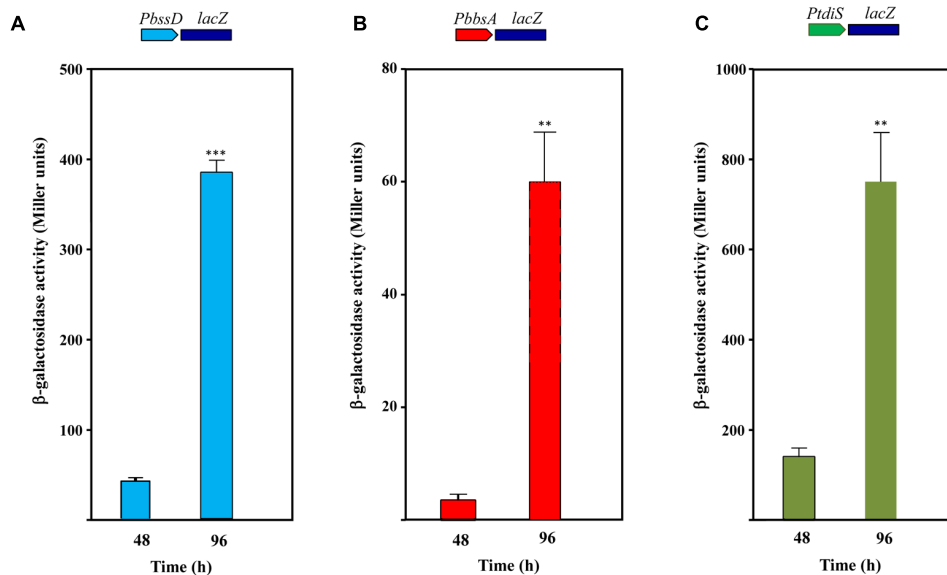 A
PbssD lacZ
β-galactosidase activity (Miller units)
500
400
300
200
100
***
48 96
Time (h)
B
PbbsA lacZ
β-galactosidase activity (Miller units)
80
60
40
20
**
48 96
Time (h)
C
PtdiS lacZ
β-galactosidase activity (Miller units)
1000
800
600
400
200
**
48 96
Time (h)